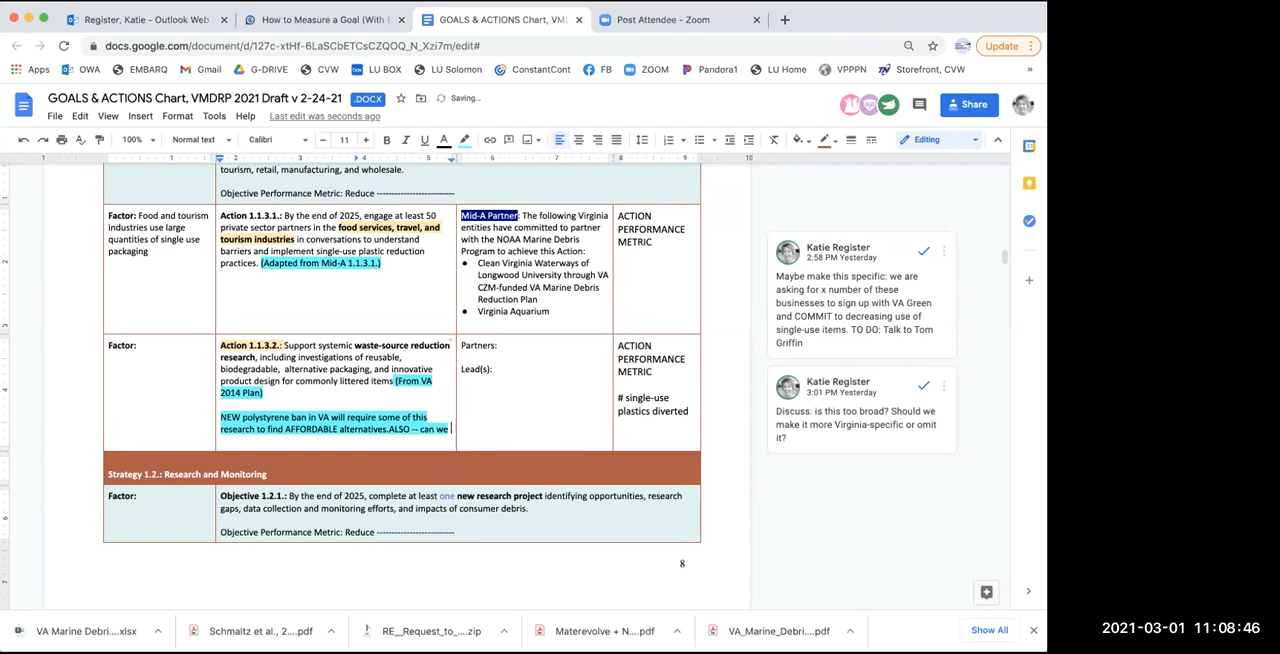 Register, Katie - Outlook Web
How to Measure a Goal (With E
GOALS & ACTIONS Chart, VML
Post Attendee - Zoom
docs.google.com/document/d/127c-xtHf-6LaSCbETCsCZQOQ_N_Xzi7m/edit#
Update
Apps OWA EMBARQ Gmail G-DRIVE CVW LU BOX LU Solomon ConstantCont FB ZOOM Pandora1 LU Home VPPPN Storefront, CVW »
GOALS & ACTIONS Chart, VMDRP 2021 Draft v 2-24-21 .DOCX Saving...
File Edit View Insert Format Tools Help Last edit was seconds ago
Share
100% Normal text Calibri 11 Editing
1 1 2 3 4 5 6 7 8 9 10
tourism, retail, manufacturing, and wholesale.
Objective Performance Metric: Reduce --------------------------
Factor: Food and tourism
industries use large
quantities of single use
packaging
Action 1.1.3.1.: By the end of 2025, engage at least 50
private sector partners in the food services, travel, and
tourism industries in conversations to understand
barriers and implement single-use plastic reduction
practices. (Adapted from Mid-A 1.1.3.1.)
Mid-A Partner: The following Virginia
entities have committed to partner
with the NOAA Marine Debris
Program to achieve this Action:
● Clean Virginia Waterways of
Longwood University through VA
CZM-funded VA Marine Debris
Reduction Plan
● Virginia Aquarium
ACTION
PERFORMANCE
METRIC
Factor:
Action 1.1.3.2.: Support systemic waste-source reduction
research, including investigations of reusable,
biodegradable, alternative packaging, and innovative
product design for commonly littered items (From VA
2014 Plan)
NEW polystyrene ban in VA will require some of this
research to find AFFORDABLE alternatives.ALSO -- can we
Partners:
Lead(s):
ACTION
PERFORMANCE
METRIC
# single-use
plastics diverted
Strategy 1.2.: Research and Monitoring
Factor:
Objective 1.2.1.: By the end of 2025, complete at least one new research project identifying opportunities, research
gaps, data collection and monitoring efforts, and impacts of consumer debris.
Objective Performance Metric: Reduce --------------------------
8
Katie Register
2:58 PM Yesterday
Maybe make this specific: we are
asking for x number of these
businesses to sign up with VA Green
and COMMIT to decreasing use of
single-use items. TO DO: Talk to Tom
Griffin
Katie Register
3:01 PM Yesterday
Discuss: is this too broad? Should we
make it more Virginia-specific or omit
it?
VA Marine Debri....xlsx
Schmaltz et al., 2....pdf
RE__Request_to_....zip
Materevolve + N....pdf
VA_Marine_Debri....pdf
Show All
2021-03-01 11:08:46